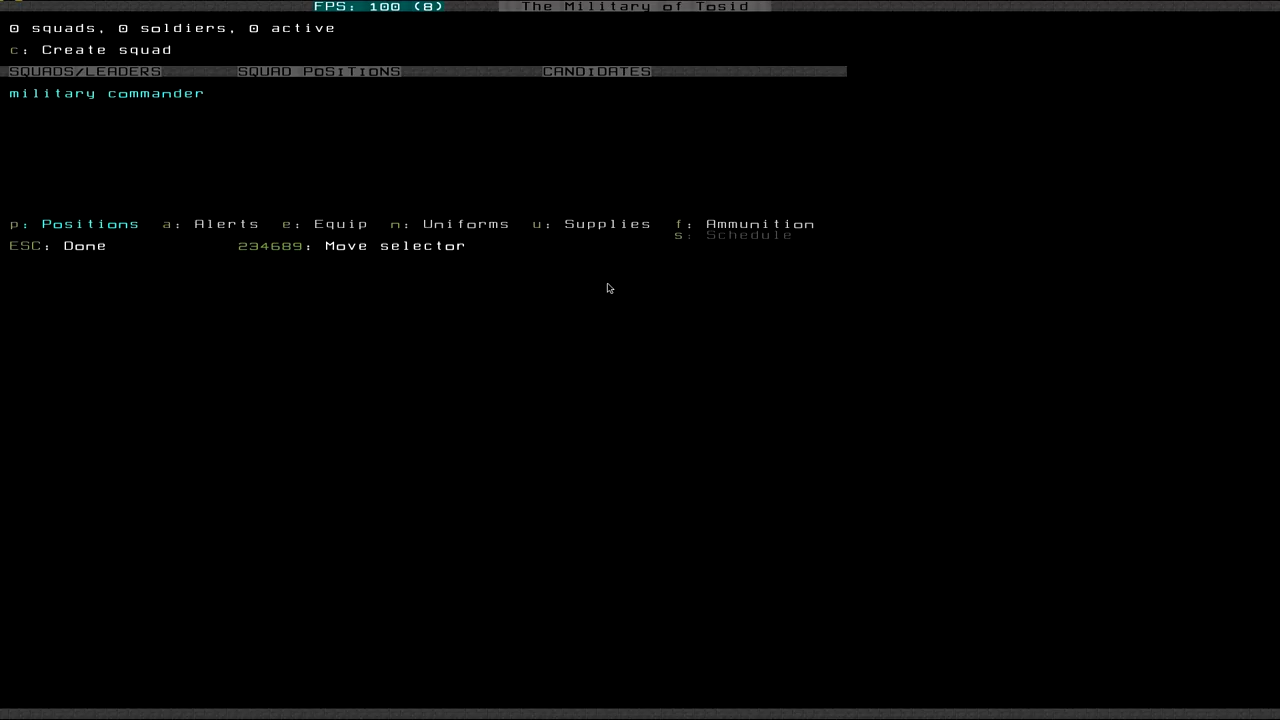 FPS: 100 (8) The Military of Tosid
0 squads, 0 soldiers, 0 active
c: Create squad
SQUADS/LEADERS SQUAD POSITIONS CANDIDATES
military commander
p: Positions a: Alerts e: Equip n: Uniforms u: Supplies f: Ammunition
s: Schedule
ESC: Done 234689: Move selector